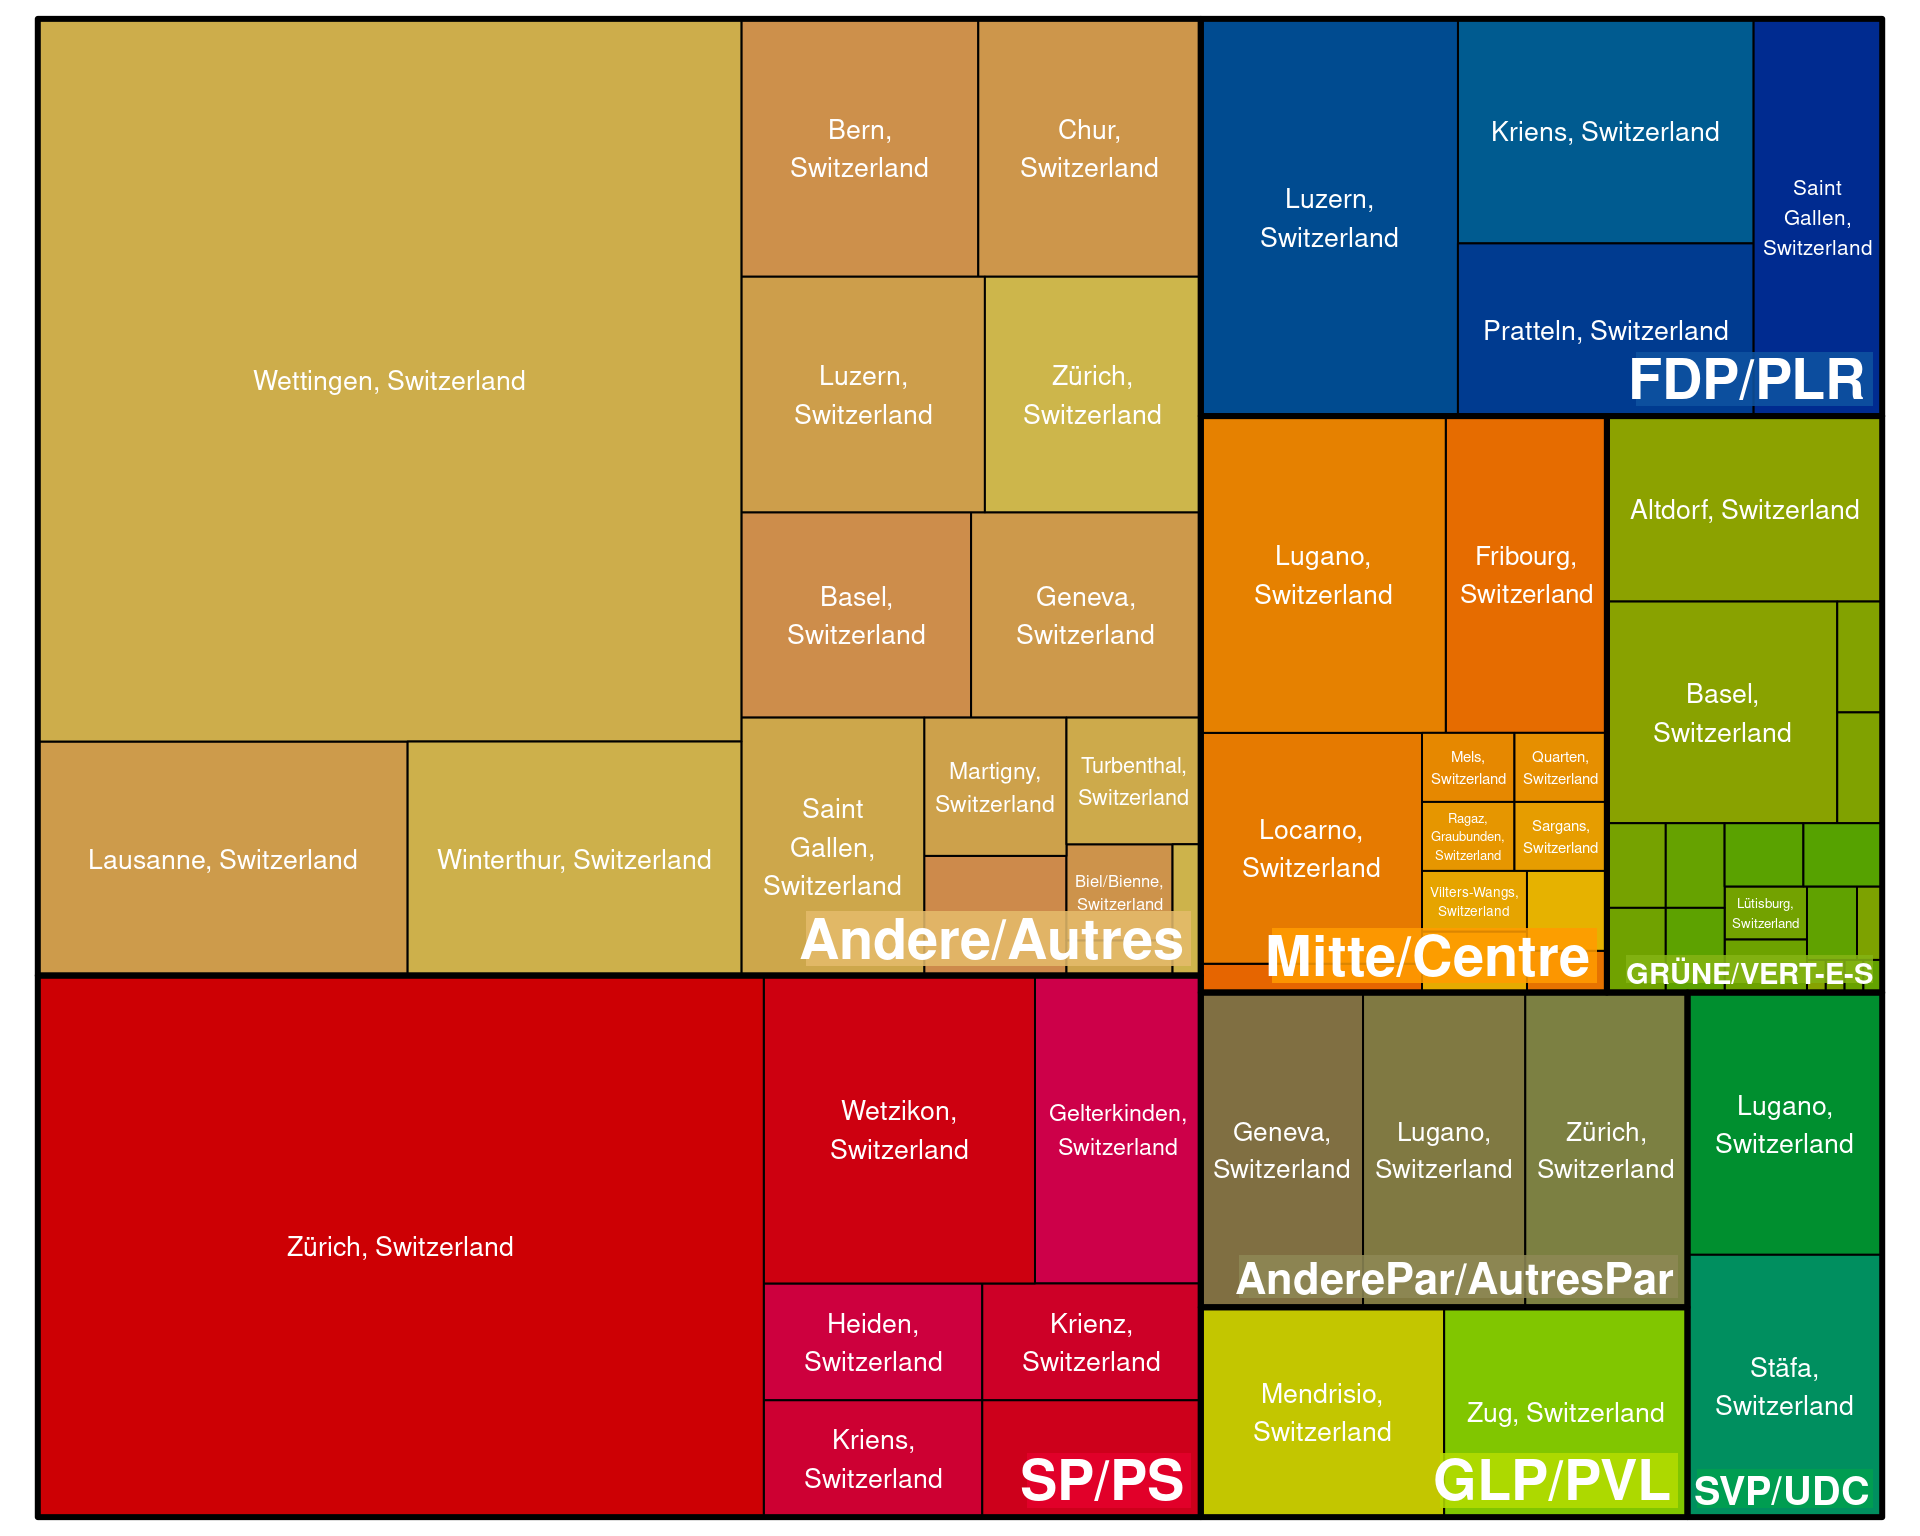 Wettingen, Switzerland
Lausanne, Switzerland
Winterthur, Switzerland
Bern,
Switzerland
Chur,
Switzerland
Luzern,
Switzerland
Zürich,
Switzerland
Basel,
Switzerland
Geneva,
Switzerland
Saint
Gallen,
Switzerland
Martigny,
Switzerland
Turbenthal,
Switzerland
Biel/Bienne,
Switzerland
Andere/Autres
Zürich, Switzerland
Wetzikon,
Switzerland
Gelterkinden,
Switzerland
Heiden,
Switzerland
Krienz,
Switzerland
Kriens,
Switzerland
SP/PS
Luzern,
Switzerland
Kriens, Switzerland
Pratteln, Switzerland
Saint
Gallen,
Switzerland
FDP/PLR
Lugano,
Switzerland
Fribourg,
Switzerland
Locarno,
Switzerland
Mels,
Switzerland
Quarten,
Switzerland
Ragaz,
Graubunden,
Switzerland
Sargans,
Switzerland
Vilters-Wangs,
Switzerland
Mitte/Centre
Altdorf, Switzerland
Basel,
Switzerland
Lütisburg,
Switzerland
GRÜNE/VERT-E-S
Geneva,
Switzerland
Lugano,
Switzerland
Zürich,
Switzerland
AnderePar/AutresPar
Mendrisio,
Switzerland
Zug, Switzerland
GLP/PVL
Lugano,
Switzerland
Stäfa,
Switzerland
SVP/UDC